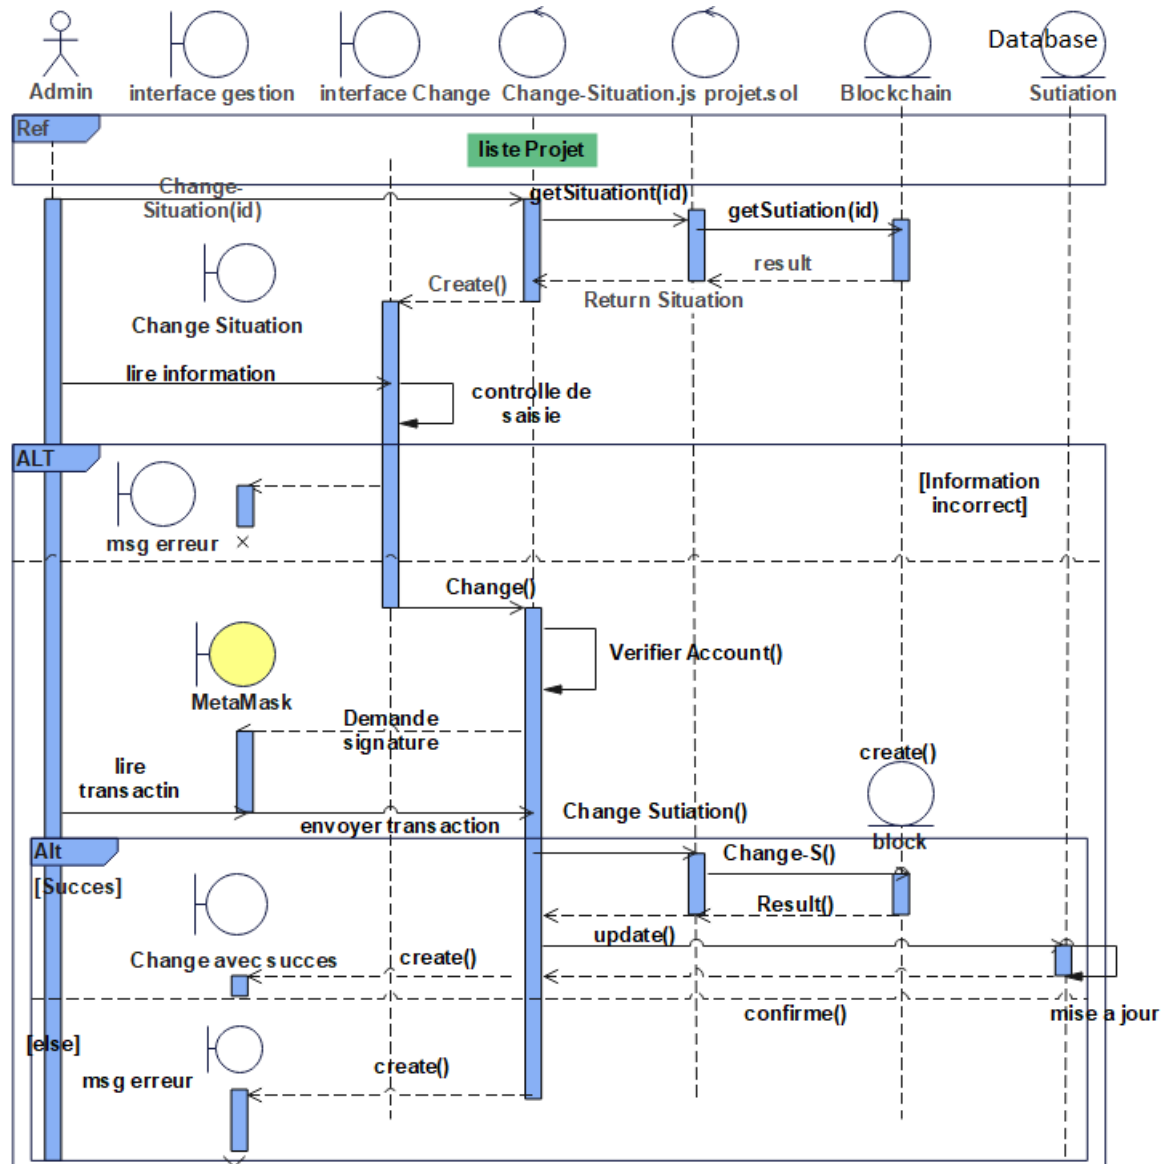 Database
Admin
interface gestion
interface Change
Change-Situation.js
projet.sol
Blockchain
Sutiation
Ref
liste Projet
Change-
Situation(id)
getSituationt(id)
getSutiation(id)
result
Create()
Return Situation
Change Situation
lire information
controlle de
saisie
ALT
[Information
incorrect]
msg erreur
Change()
Verifier Account()
MetaMask
Demande
signature
create()
lire
transactin
Change Sutiation()
envoyer transaction
block
Alt
Change-S()
[Succes]
Result()
update()
Change avec succes
create()
confirme()
mise a jour
[else]
create()
msg erreur